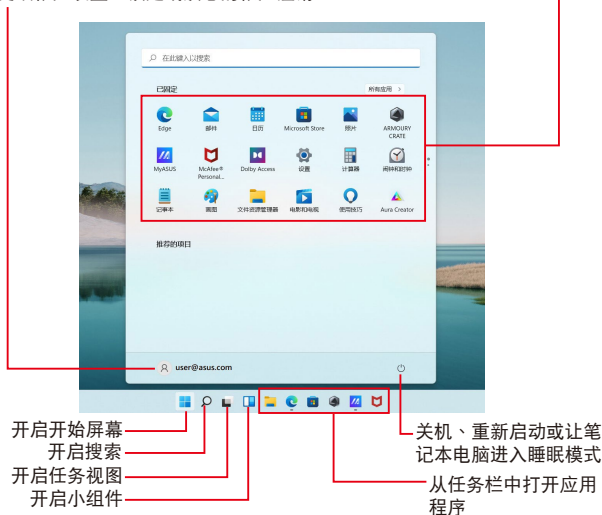 在此键入以搜索
已固定
所有应用 >
Edge
邮件
日历
Microsoft Store
照片
ARMOURY
CRATE
MyASUS
McAfee®
Personal...
Dolby Access
设置
计算器
闹钟和时钟
记事本
画图
文件资源管理器
电影和电视
使用技巧
Aura Creator
推荐的项目
user@asus.com
开启开始屏幕
开启搜索
开启任务视图
开启小组件
关机、重新启动或让笔
记本电脑进入睡眠模式
从任务栏中打开应用
程序